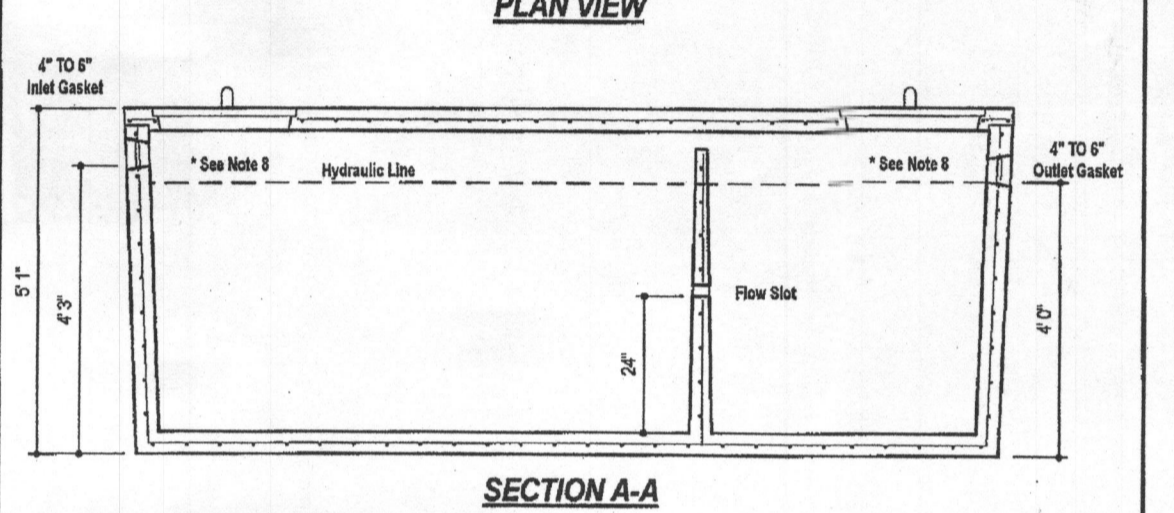 PLAN VIEW
4" TO 6"
Inlet Gasket
* See Note 8
Hydraulic Line
* See Note 8
4" TO 6"
Outlet Gasket
5' 1"
4'3"
24"
Flow Slot
4' 0"
SECTION A-A